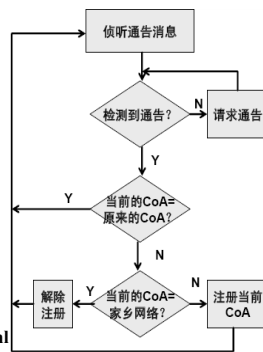 侦听通告消息
检测到通告?
N
请求通告
Y
Y
当前的CoA=
原来的CoA?
N
解除
注册
Y
当前的CoA=
家乡网络?
N
注册当前
CoA
al